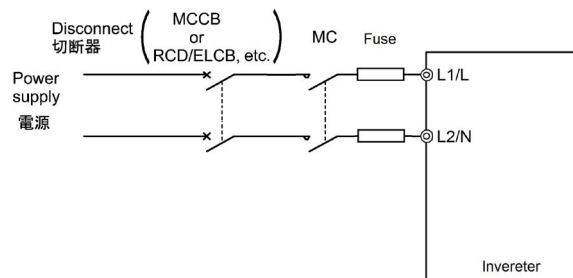 Disconnect
切断器
(MCCB
or
RCD/ELCB, etc.)
MC
Fuse
Power
supply
電源
L1/L
L2/N
Invereter